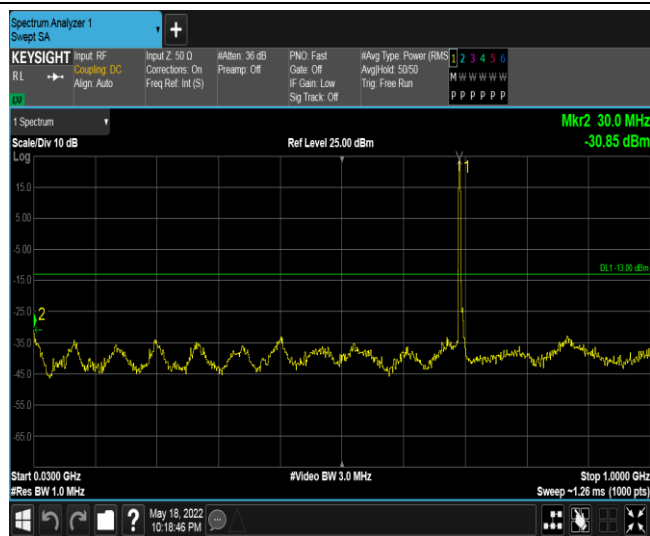 Spectrum Analyzer 1
Swept SA
+
KEYSIGHT
RL
LXI
Input: RF
Coupling: DC
Align: Auto
Input Z: 50 Ω
Corrections: On
Freq Ref: Int (S)
#Atten: 36 dB
Preamp: Off
PNO: Fast
Gate: Off
IF Gain: Low
Sig Track: Off
#Avg Type: Power (RMS
Avg|Hold: 50/50
Trig: Free Run
1 2 3 4 5 6
M W W W W W
P P P P P P
1 Spectrum
Mkr2 30.0 MHz
Scale/Div 10 dB
Ref Level 25.00 dBm
-30.85 dBm
Log
1 1
15.0
5.00
-5.00
DL1 -13.00 dBm
-15.0
-25.0
2
-35.0
-45.0
-55.0
-65.0
Start 0.0300 GHz
#Video BW 3.0 MHz
Stop 1.0000 GHz
#Res BW 1.0 MHz
Sweep ~1.26 ms (1000 pts)
?
May 18, 2022
10:18:46 PM